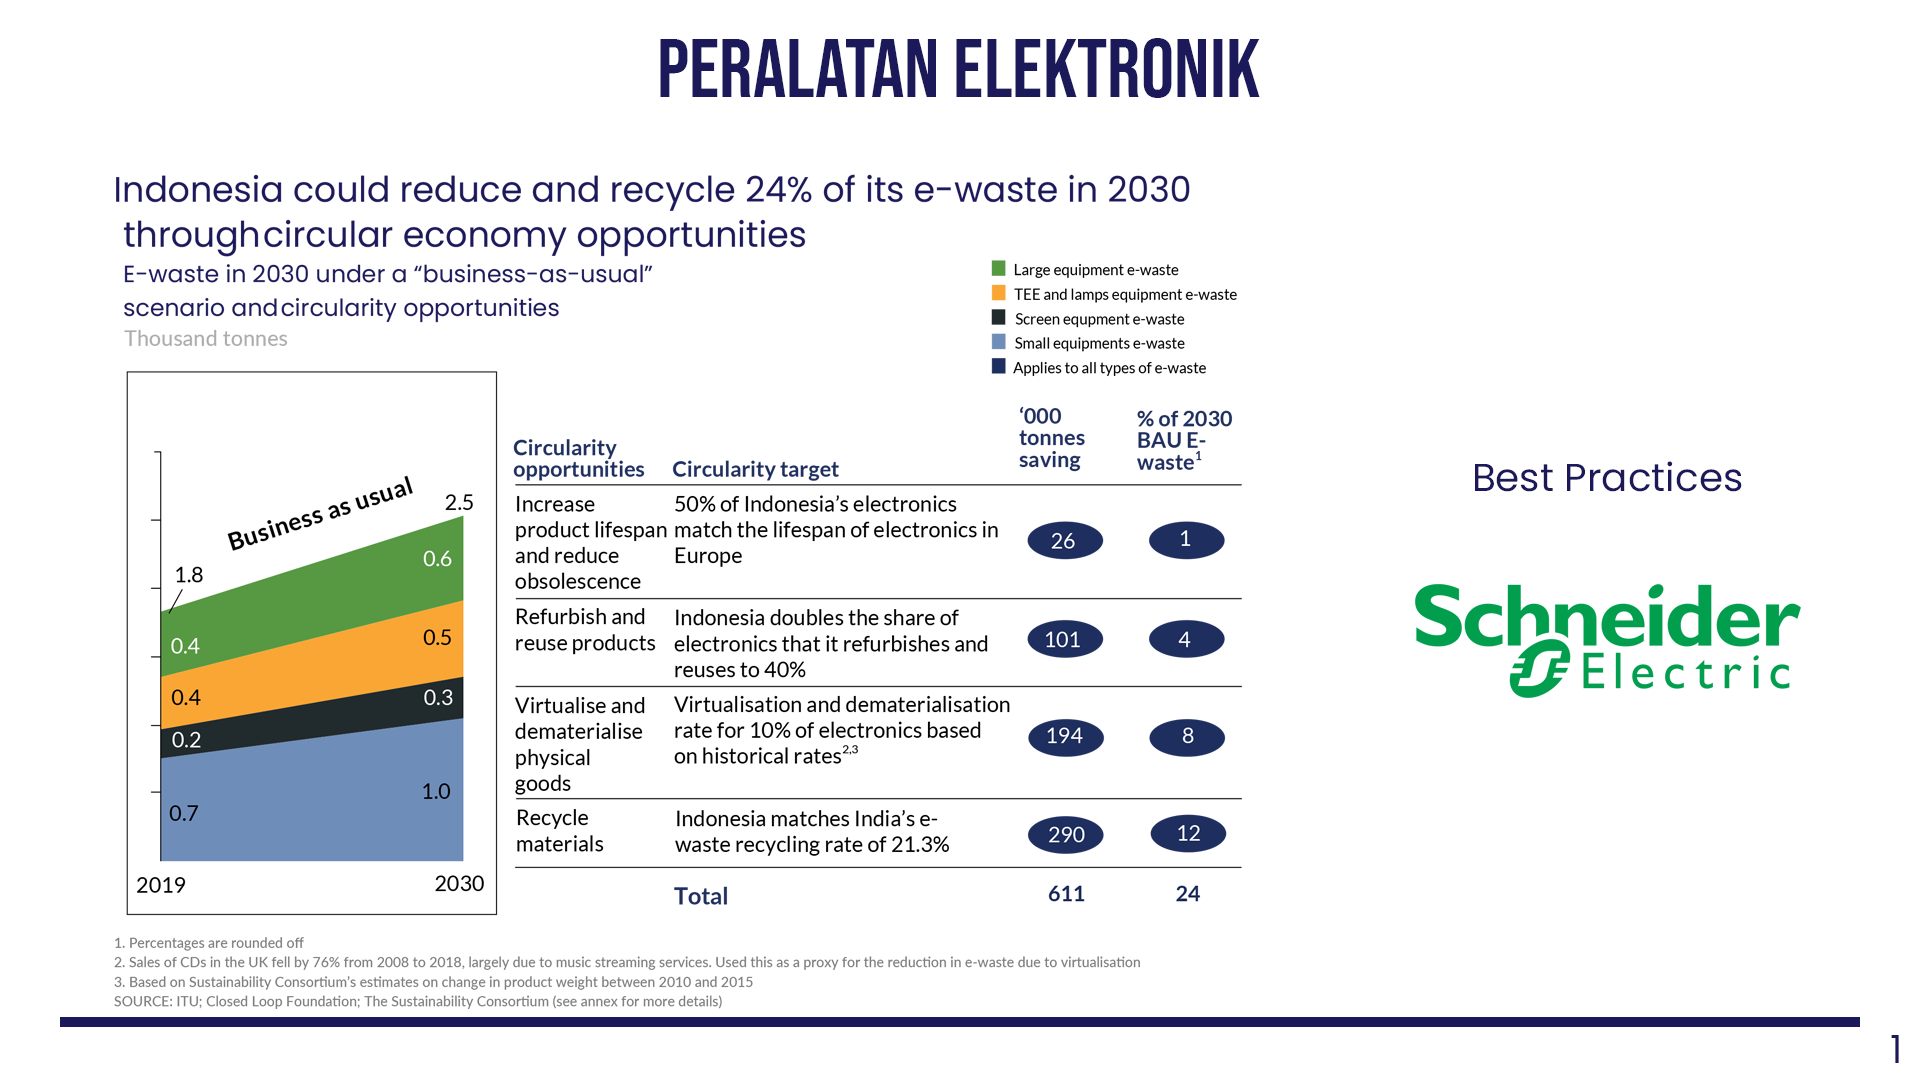 PERALATAN ELEKTRONIK
Indonesia could reduce and recycle 24% of its e-waste in 2030
throughcircular economy opportunities
E-waste in 2030 under a “business-as-usual”
scenario andcircularity opportunities
Thousand tonnes
Large equipment e-waste
TEE and lamps equipment e-waste
Screen equpment e-waste
Small equipments e-waste
Applies to all types of e-waste
Business as usual
2.5
1.8
0.6
0.4
0.5
0.4
0.3
0.2
1.0
0.7
2019
2030
Circularity
opportunities
Circularity target
‘000
tonnes
saving
% of 2030
BAU E-
waste1
Increase
product lifespan
and reduce
obsolescence
50% of Indonesia’s electronics
match the lifespan of electronics in
Europe
26
1
Refurbish and
reuse products
Indonesia doubles the share of
electronics that it refurbishes and
reuses to 40%
101
4
Virtualise and
dematerialise
physical
goods
Virtualisation and dematerialisation
rate for 10% of electronics based
on historical rates2,3
194
8
Recycle
materials
Indonesia matches India’s e-
waste recycling rate of 21.3%
290
12
Total
611
24
Best Practices
Schneider
Electric
1. Percentages are rounded off
2. Sales of CDs in the UK fell by 76% from 2008 to 2018, largely due to music streaming services. Used this as a proxy for the reduction in e-waste due to virtualisation
3. Based on Sustainability Consortium’s estimates on change in product weight between 2010 and 2015
SOURCE: ITU; Closed Loop Foundation; The Sustainability Consortium (see annex for more details)
1